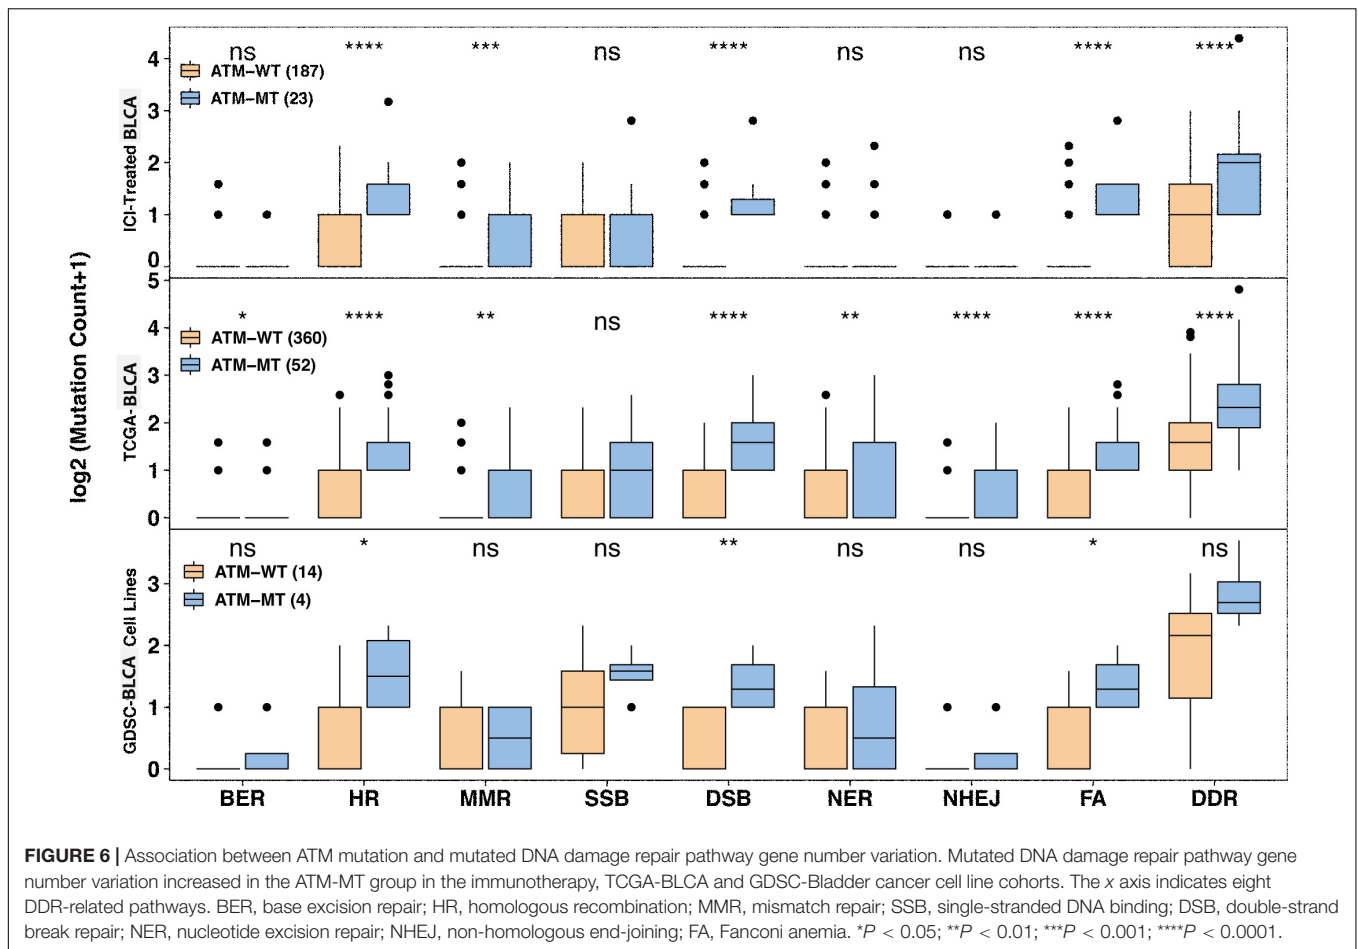 ns **** *** ns **** ns ns **** ****
ATM–WT (187)
ATM–MT (23)
4
3
2
1
0
ICI-Treated BLCA
log2 (Mutation Count+1)
* **** ** ns **** ** **** **** ****
ATM–WT (360)
ATM–MT (52)
5
4
3
2
1
0
TCGA-BLCA
ns * ns ns ** ns ns * ns
ATM–WT (14)
ATM–MT (4)
3
2
1
0
GDSC-BLCA Cell Lines
BER HR MMR SSB DSB NER NHEJ FA DDR
FIGURE 6 | Association between ATM mutation and mutated DNA damage repair pathway gene number variation. Mutated DNA damage repair pathway gene
number variation increased in the ATM-MT group in the immunotherapy, TCGA-BLCA and GDSC-Bladder cancer cell line cohorts. The x axis indicates eight
DDR-related pathways. BER, base excision repair; HR, homologous recombination; MMR, mismatch repair; SSB, single-stranded DNA binding; DSB, double-strand
break repair; NER, nucleotide excision repair; NHEJ, non-homologous end-joining; FA, Fanconi anemia. *P < 0.05; **P < 0.01; ***P < 0.001; ****P < 0.0001.